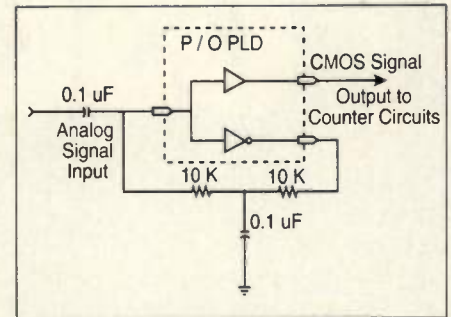 P / O PLD
CMOS Signal
0.1 uF
Output to
Analog
Counter Circuits
Signal
Input
10 K
10 K
0.1 uF